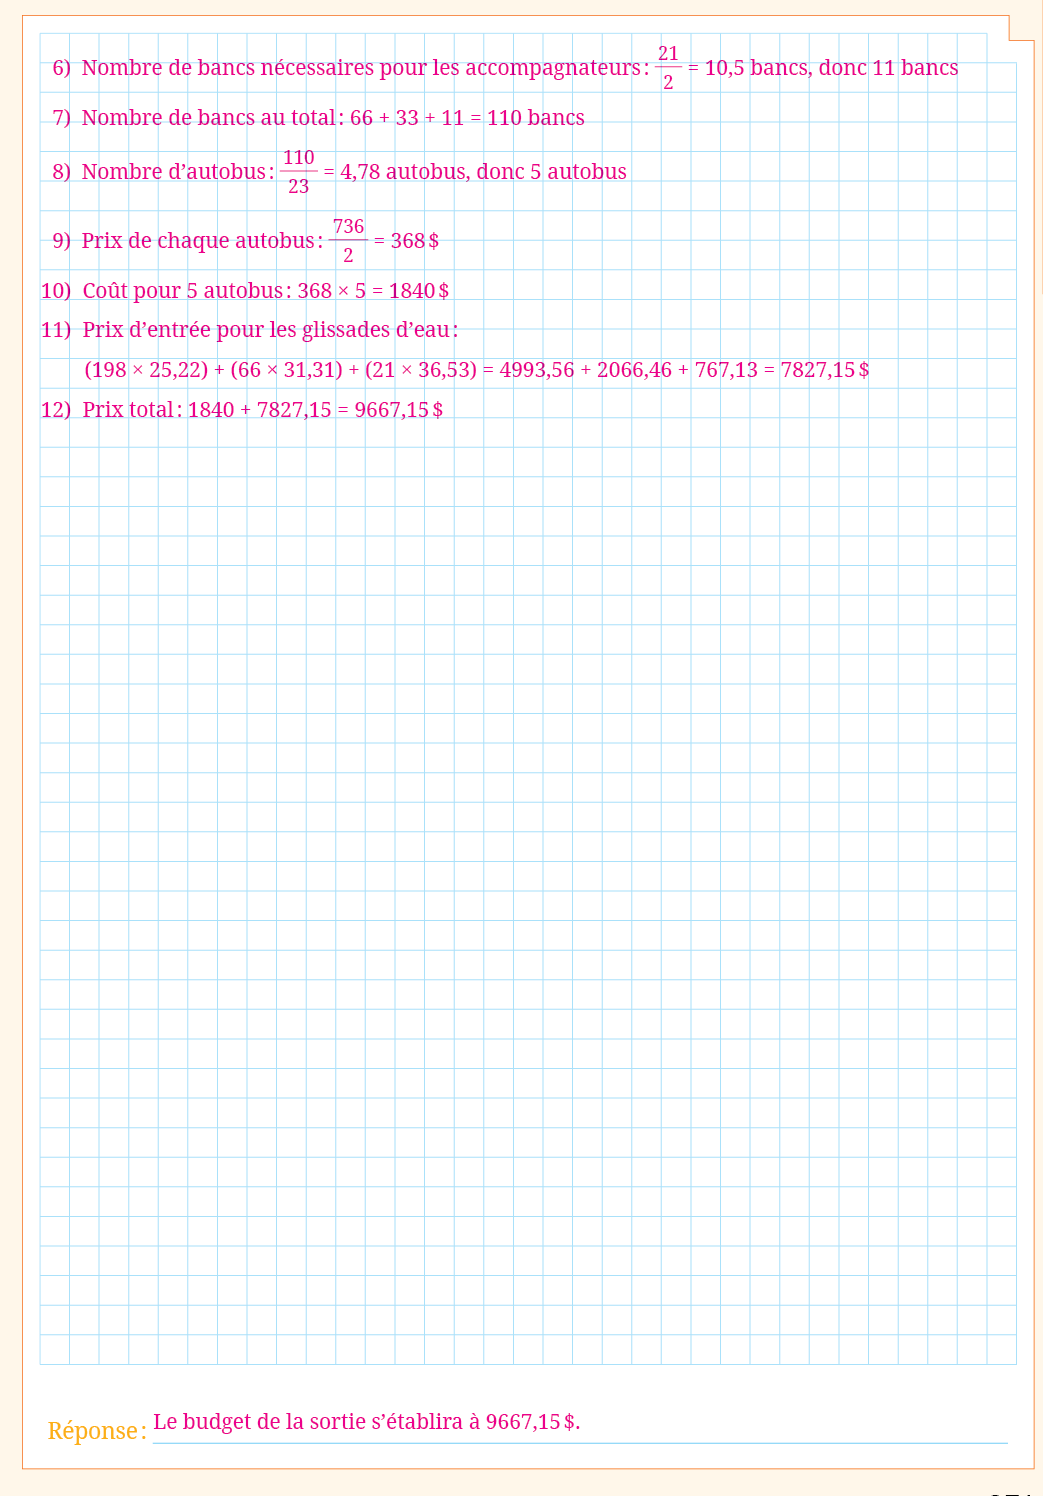 6) Nombre de bancs nécessaires pour les accompagnateurs : 21/2 = 10,5 bancs, donc 11 bancs
7) Nombre de bancs au total : 66 + 33 + 11 = 110 bancs
8) Nombre d’autobus : 110/23 = 4,78 autobus, donc 5 autobus
9) Prix de chaque autobus : 736/2 = 368 $
10) Coût pour 5 autobus : 368 × 5 = 1840 $
11) Prix d’entrée pour les glissades d’eau :
(198 × 25,22) + (66 × 31,31) + (21 × 36,53) = 4993,56 + 2066,46 + 767,13 = 7827,15 $
12) Prix total : 1840 + 7827,15 = 9667,15 $
Réponse : Le budget de la sortie s’établira à 9667,15 $.